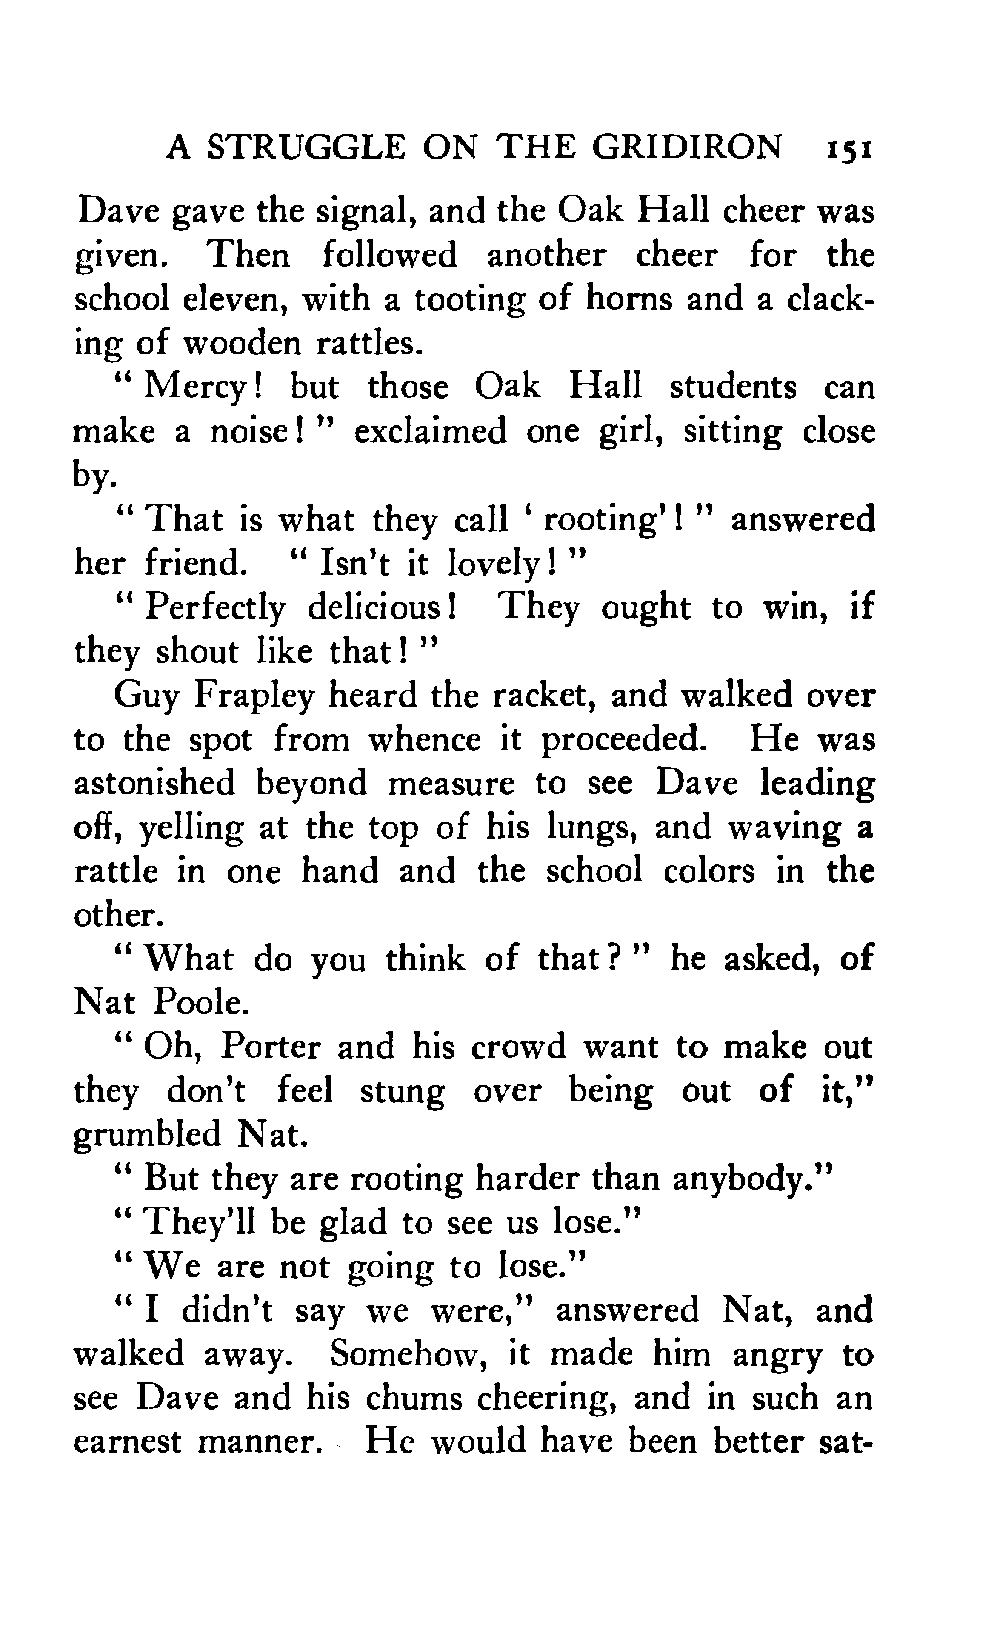 A STRUGGLE ON THE GRIDIRON 151
Dave gave the signal, and the Oak Hall cheer was
given. Then followed another cheer for the
school eleven, with a tooting of horns and a clack-
ing of wooden rattles.
“ Mercy! but those Oak Hall students can
make a noise! ” exclaimed one girl, sitting close
by.
“ That is what they call ‘ rooting’! ” answered
her friend. “ Isn’t it lovely! ”
“ Perfectly delicious! They ought to win, if
they shout like that! ”
Guy Frapley heard the racket, and walked over
to the spot from whence it proceeded. He was
astonished beyond measure to see Dave leading
off, yelling at the top of his lungs, and waving a
rattle in one hand and the school colors in the
other.
“ What do you think of that? ” he asked, of
Nat Poole.
“ Oh, Porter and his crowd want to make out
they don’t feel stung over being out of it,”
grumbled Nat.
“ But they are rooting harder than anybody.”
“ They’ll be glad to see us lose.”
“ We are not going to lose.”
“ I didn’t say we were,” answered Nat, and
walked away. Somehow, it made him angry to
see Dave and his chums cheering, and in such an
earnest manner. He would have been better sat-